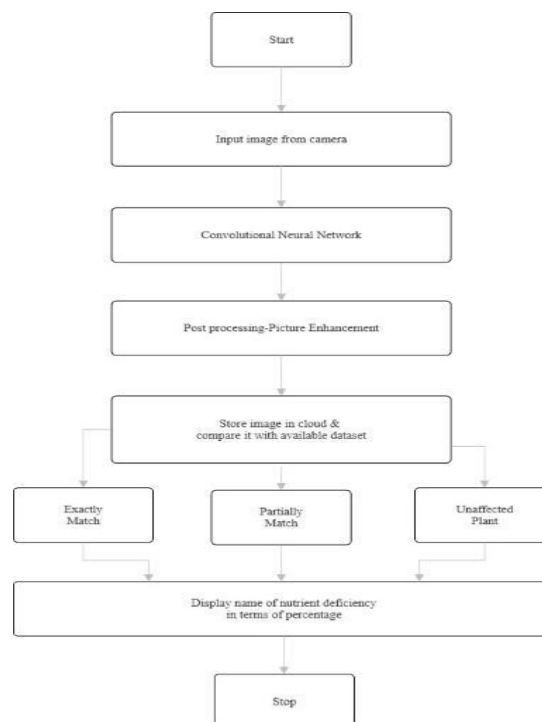 Start
Input image from camera
Convolutional Neural Network
Post processing-Picture Enhancement
Store image in cloud &
compare it with available dataset
Exactly
Match
Partially
Match
Unaffected
Plant
Display name of nutrient deficiency
in terms of percentage
Stop